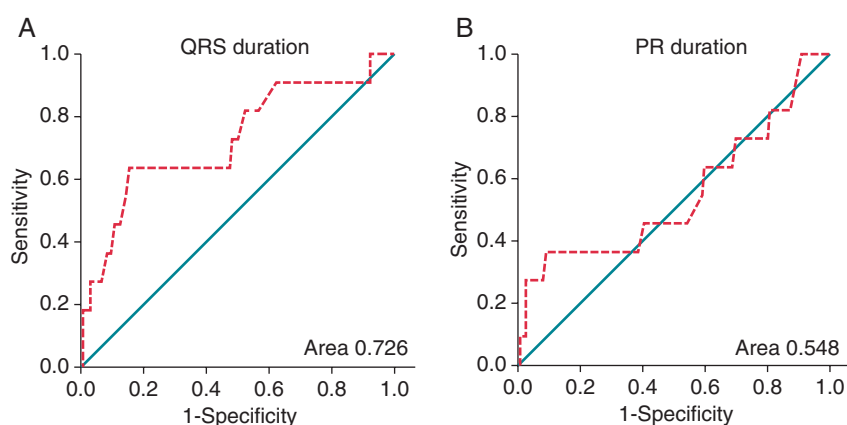 A
QRS duration
1.0
0.8
0.6
0.4
0.2
0.0
Sensitivity
Area 0.726
0.0 0.2 0.4 0.6 0.8 1.0
1-Specificity
B
PR duration
1.0
0.8
0.6
0.4
0.2
0.0
Sensitivity
Area 0.548
0.0 0.2 0.4 0.6 0.8 1.0
1-Specificity